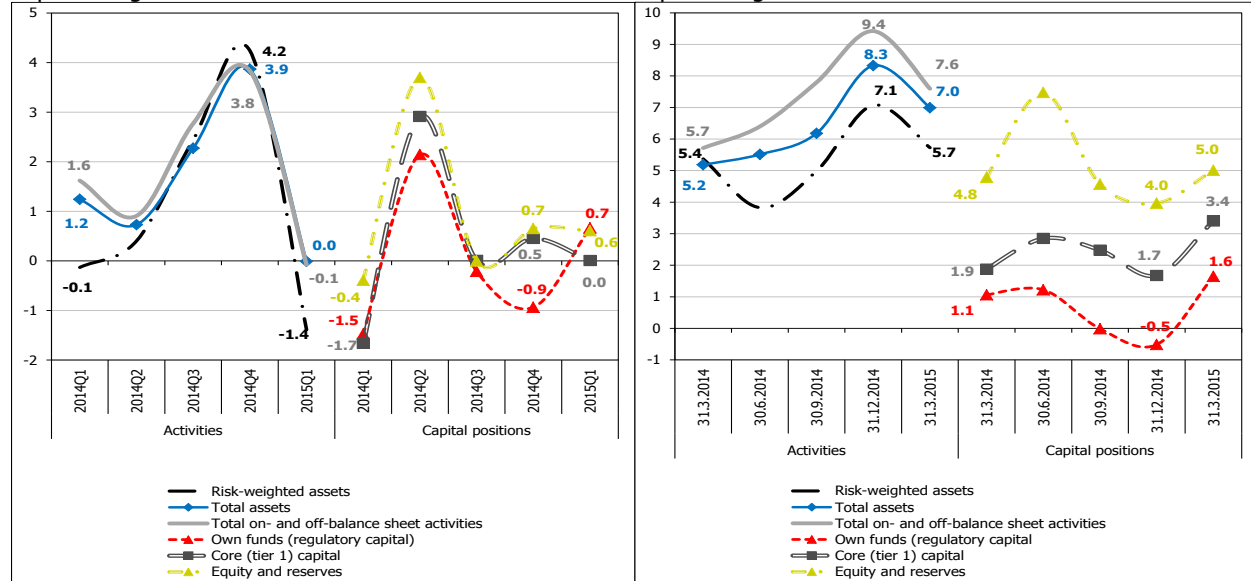 5
4
3
2
1
0
-1
-2
4.2
3.9
3.8
1.6
1.2
-0.1
0.0
-0.1
-1.4
-0.4
-1.5
-1.7
0.7
0.5
-0.9
0.7
0.6
0.0
2014Q1
2014Q2
2014Q3
2014Q4
2015Q1
2014Q1
2014Q2
2014Q3
2014Q4
2015Q1
Activities
Capital positions
Risk-weighted assets
Total assets
Total on- and off-balance sheet activities
Own funds (regulatory capital)
Core (tier 1) capital
Equity and reserves
10
9
8
7
6
5
4
3
2
1
0
-1
9.4
8.3
7.6
7.1
7.0
5.7
5.4
5.2
5.7
4.8
4.0
5.0
1.9
1.7
3.4
1.1
-0.5
1.6
31.3.2014
30.6.2014
30.9.2014
31.12.2014
31.3.2015
31.3.2014
30.6.2014
30.9.2014
31.12.2014
31.3.2015
Activities
Capital positions
Risk-weighted assets
Total assets
Total on- and off-balance sheet activities
Own funds (regulatory capital
Core (tier 1) capital
Equity and reserves